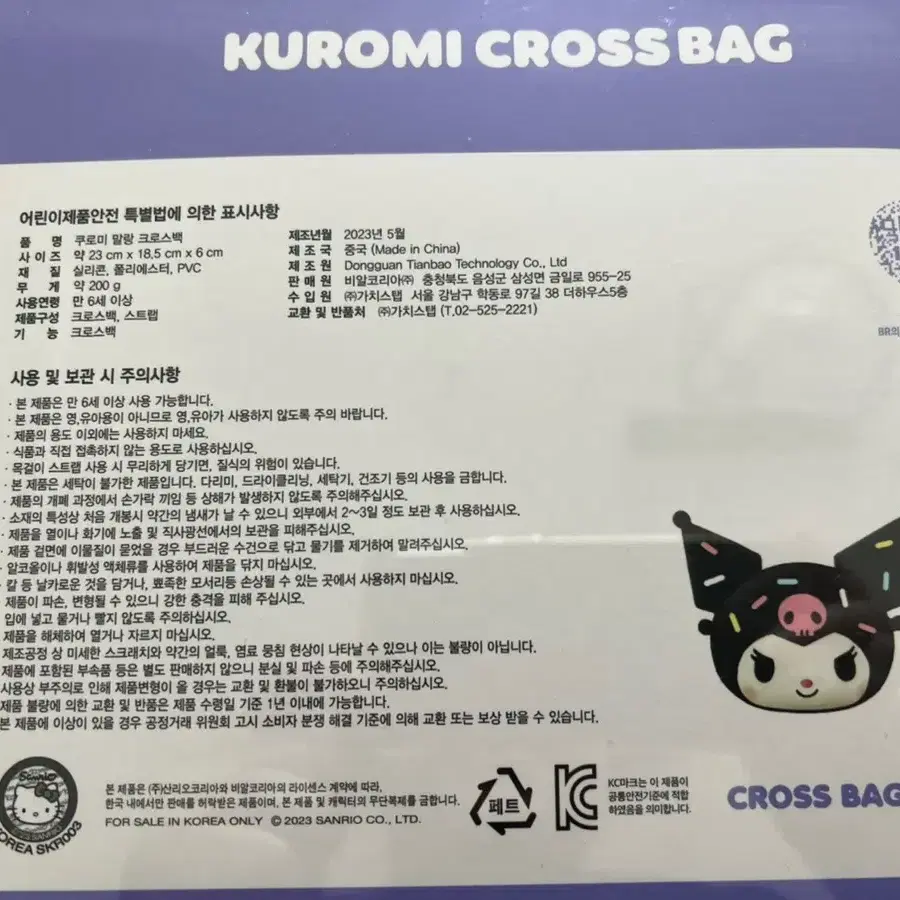 KUROMI CROSS BAG
어린이제품안전 특별법에 의한 표시사항
품 명 쿠로미 말랑 크로스백
사 이 즈 약 23 cm x 18.5 cm x 6 cm
재 질 실리콘, 폴리에스터, PVC
무 게 약 200 g
사용연령 만 6세 이상
제품구성 크로스백, 스트랩
기 능 크로스백
제조년월 2023년 5월
제 조 국 중국 (Made in China)
제 조 원 Dongguan Tianbao Technology Co., Ltd
판 매 원 비알코리아㈜ 충청북도 음성군 삼성면 금일로 955-25
수 입 원 ㈜가치스탭 서울 강남구 학동로 97길 38 더하우스5층
교환 및 반품처 ㈜가치스탭 (T.02-525-2221)
사용 및 보관 시 주의사항
· 본 제품은 만 6세 이상 사용 가능합니다.
· 본 제품은 영,유아용이 아니므로 영,유아가 사용하지 않도록 주의 바랍니다.
· 제품의 용도 이외에는 사용하지 마세요.
· 식품과 직접 접촉하지 않는 용도로 사용하십시오.
· 목걸이 스트랩 사용 시 무리하게 당기면, 질식의 위험이 있습니다.
· 본 제품은 세탁이 불가한 제품입니다. 다리미, 드라이클리닝, 세탁기, 건조기 등의 사용을 금합니다.
· 제품의 개폐 과정에서 손가락 끼임 등 상해가 발생하지 않도록 주의해주십시오.
· 소재의 특성상 처음 개봉시 약간의 냄새가 날 수 있으니 외부에서 2~3일 정도 보관 후 사용하십시오.
· 제품을 열이나 화기에 노출 및 직사광선에서의 보관을 피해주십시오.
· 제품 겉면에 이물질이 묻었을 경우 부드러운 수건으로 닦고 물기를 제거하여 말려주십시오.
· 알코올이나 휘발성 액체류를 사용하여 제품을 닦지 마십시오.
· 칼 등 날카로운 것을 담거나, 뾰족한 모서리등 손상될 수 있는 곳에서 사용하지 마십시오.
제품이 파손, 변형될 수 있으니 강한 충격을 피해 주십시오.
입에 넣고 물거나 빨지 않도록 주의하십시오.
제품을 해체하여 열거나 자르지 마십시오.
제조공정 상 미세한 스크래치와 약간의 얼룩, 염료 뭉침 현상이 나타날 수 있으나 이는 불량이 아닙니다.
제품에 포함된 부속품 등은 별도 판매하지 않으니 분실 및 파손 등에 주의해주십시오.
사용상 부주의로 인해 제품변형이 올 경우는 교환 및 환불이 불가하오니 주의하십시오.
제품 불량에 의한 교환 및 반품은 제품 수령일 기준 1년 이내에 가능합니다.
본 제품에 이상이 있을 경우 공정거래 위원회 고시 소비자 분쟁 해결 기준에 의해 교환 또는 보상 받을 수 있습니다.
BR의
Sanrio
KOREA SKR003
본 제품은 (주)산리오코리아와 비알코리아의 라이센스 계약에 따라,
한국 내에서만 판매를 허락받은 제품이며, 본 제품 및 캐릭터의 무단복제를 금합니다.
FOR SALE IN KOREA ONLY ©2023 SANRIO CO., LTD.
페트
KC마크는 이 제품이
공통안전기준에 적합
하였음을 의미합니다.
CROSS BAG